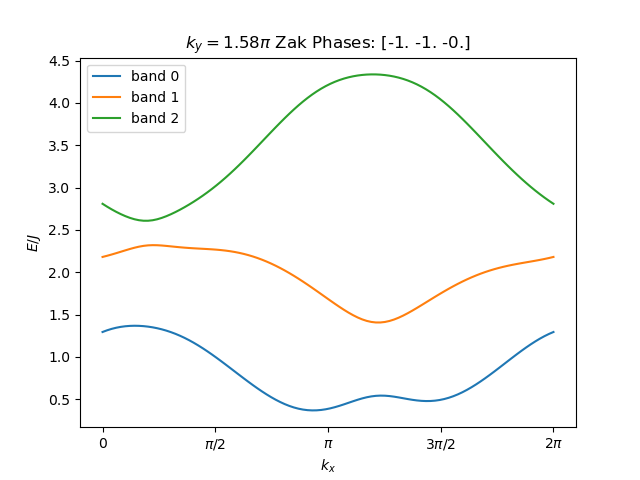 k_y = 1.58π Zak Phases: [-1. -1. -0.]
band 0
band 1
band 2
4.5
4.0
3.5
3.0
2.5
2.0
1.5
1.0
0.5
E/J
0 π/2 π 3π/2 2π
k_x